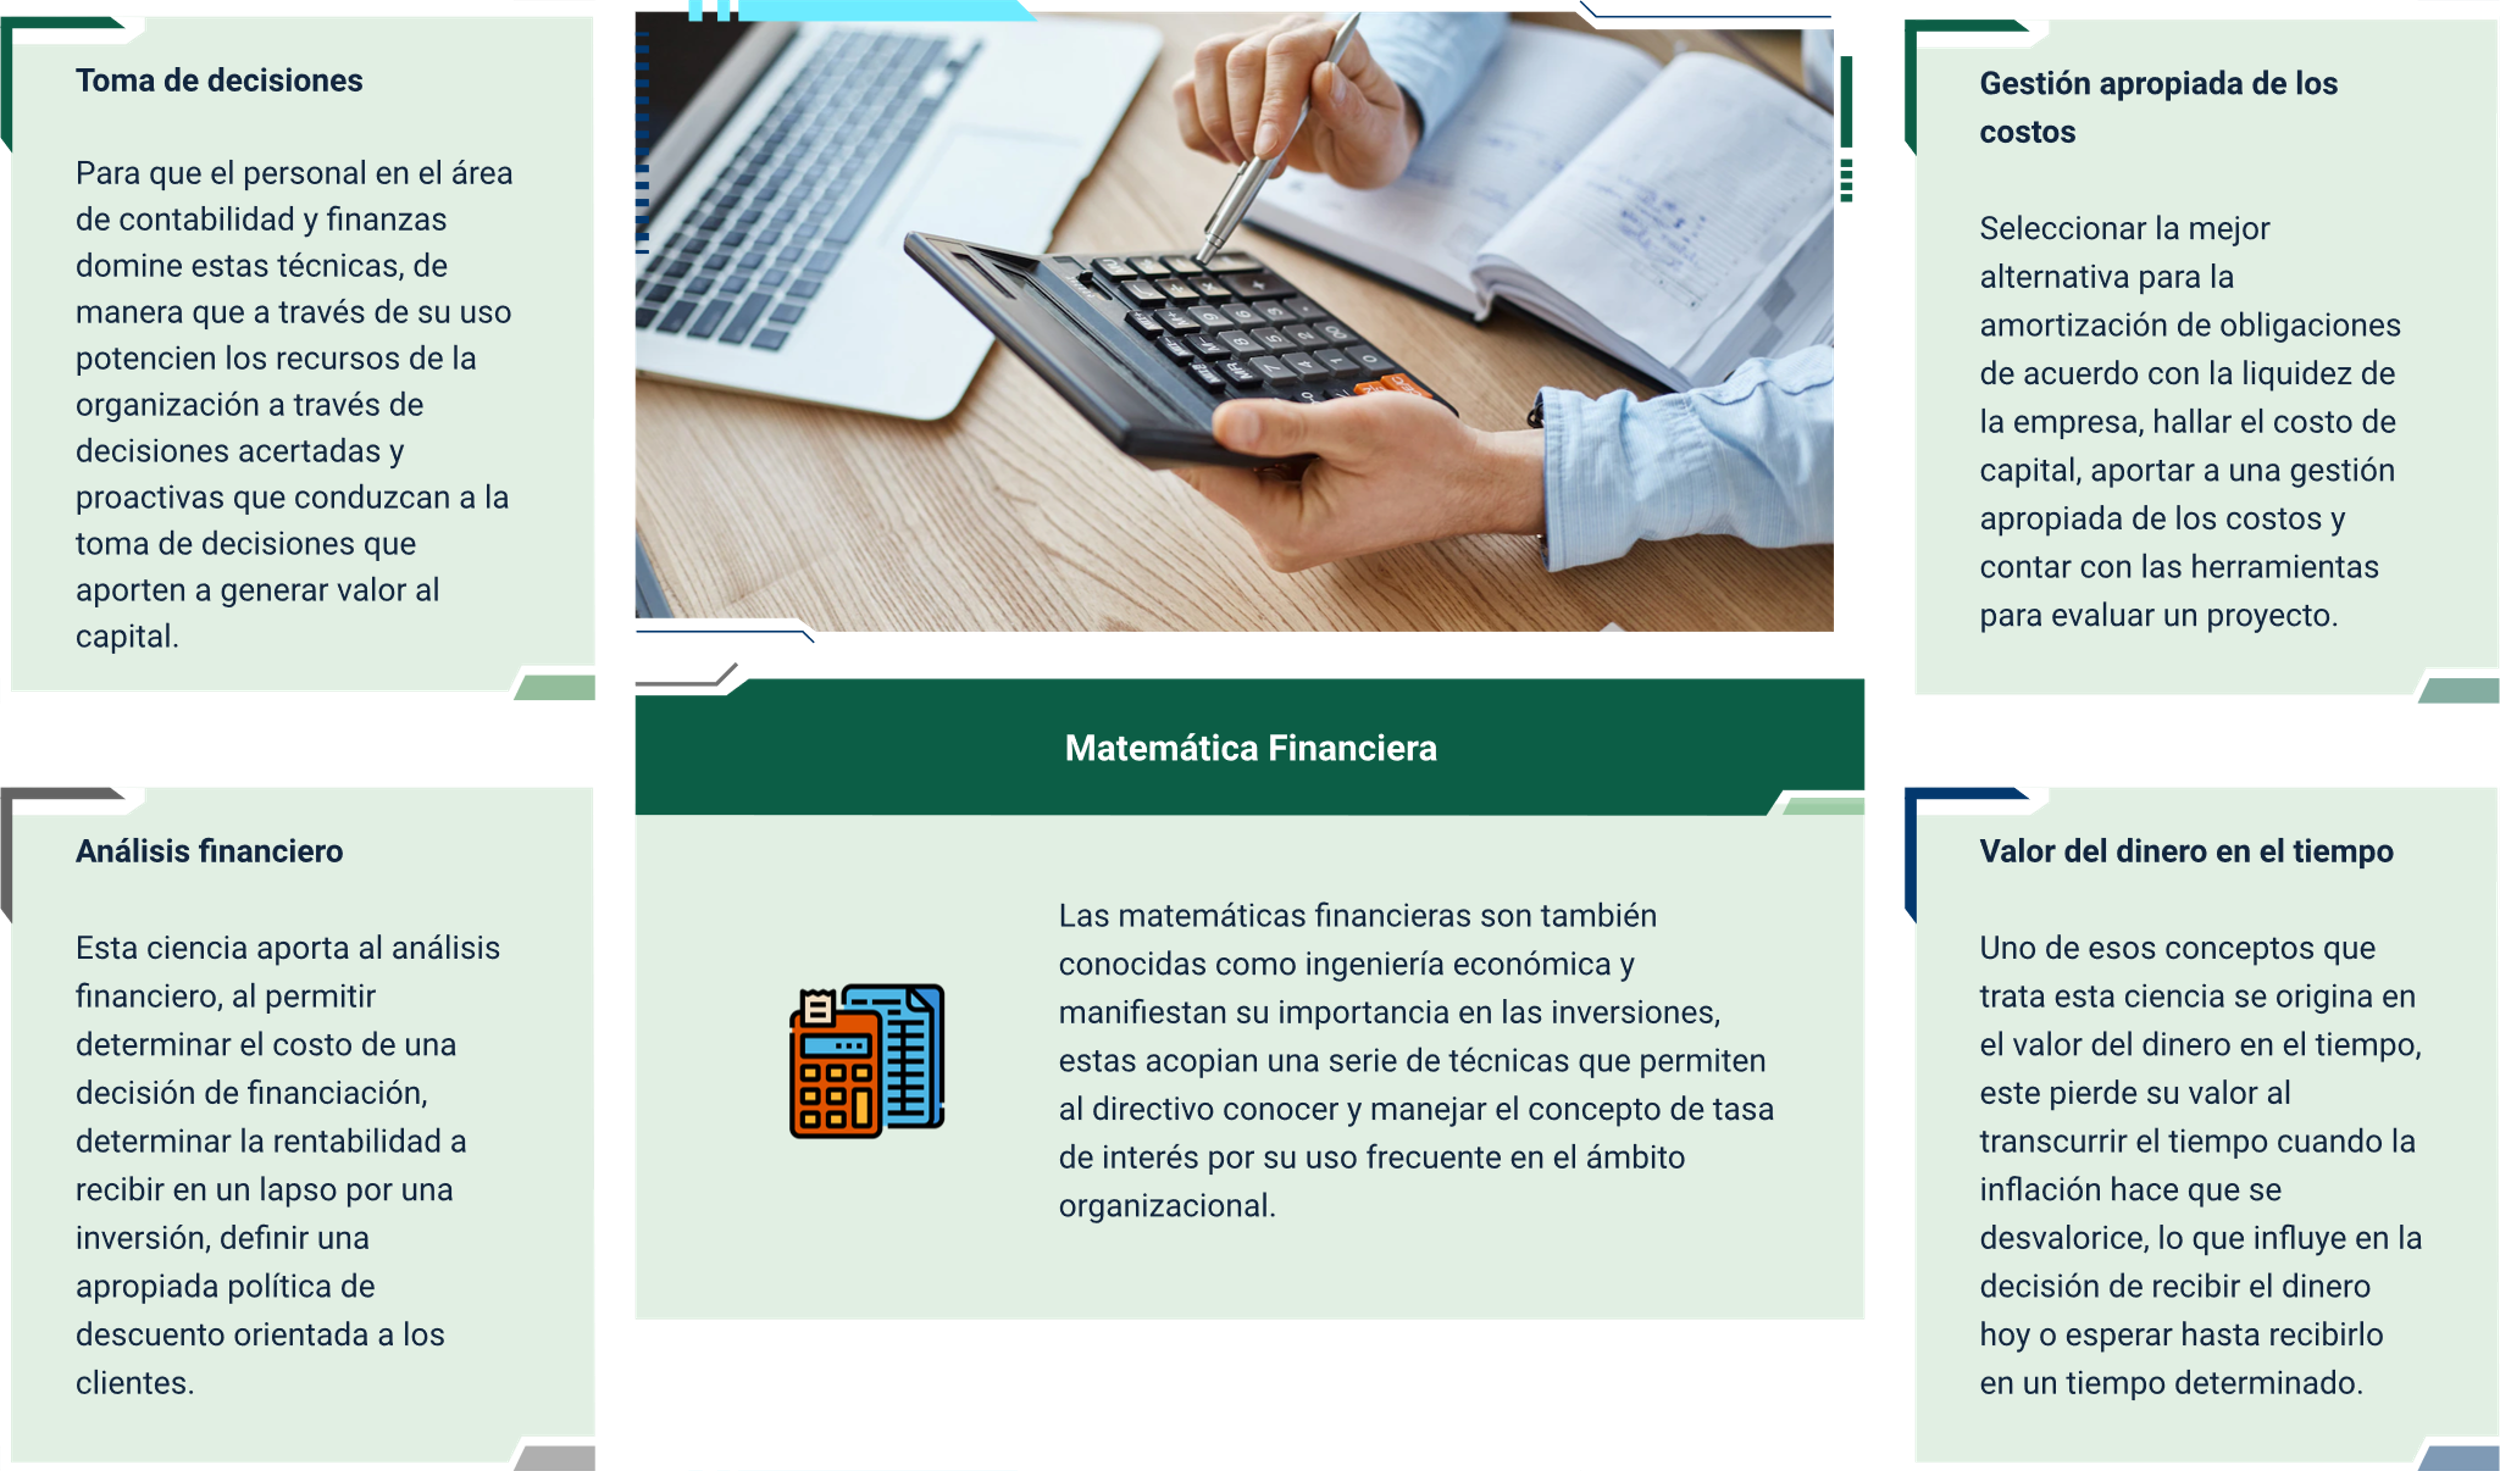 Toma de decisiones
Para que el personal en el área
de contabilidad y finanzas
domine estas técnicas, de
manera que a través de su uso
potencien los recursos de la
organización a través de
decisiones acertadas y
proactivas que conduzcan a la
toma de decisiones que
aporten a generar valor al
capital.
Gestión apropiada de los
costos
Seleccionar la mejor
alternativa para la
amortización de obligaciones
de acuerdo con la liquidez de
la empresa, hallar el costo de
capital, aportar a una gestión
apropiada de los costos y
contar con las herramientas
para evaluar un proyecto.
Matemática Financiera
Las matemáticas financieras son también
conocidas como ingeniería económica y
manifiestan su importancia en las inversiones,
estas acopian una serie de técnicas que permiten
al directivo conocer y manejar el concepto de tasa
de interés por su uso frecuente en el ámbito
organizacional.
Análisis financiero
Esta ciencia aporta al análisis
financiero, al permitir
determinar el costo de una
decisión de financiación,
determinar la rentabilidad a
recibir en un lapso por una
inversión, definir una
apropiada política de
descuento orientada a los
clientes.
Valor del dinero en el tiempo
Uno de esos conceptos que
trata esta ciencia se origina en
el valor del dinero en el tiempo,
este pierde su valor al
transcurrir el tiempo cuando la
inflación hace que se
desvalorice, lo que influye en la
decisión de recibir el dinero
hoy o esperar hasta recibirlo
en un tiempo determinado.